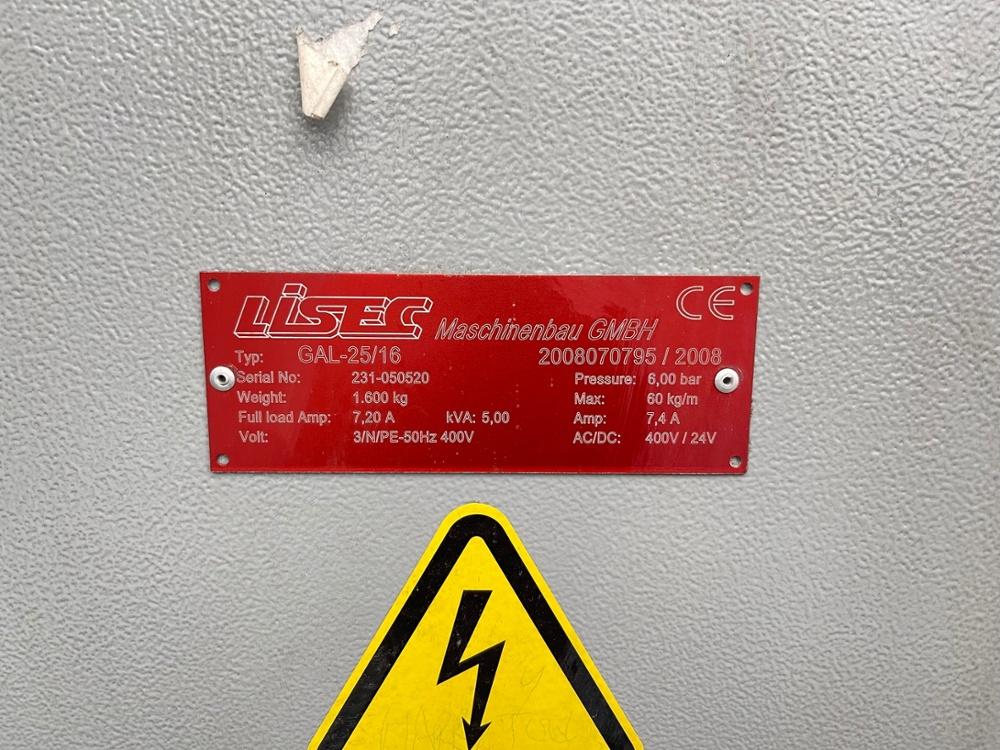 LiSEC Maschinenbau GMBH CE
Typ: GAL-25/16 2008070795 / 2008
Serial No: 231-050520 Pressure: 6,00 bar
Weight: 1.600 kg Max: 60 kg/m
Full load Amp: 7,20 A kVA: 5,00 Amp: 7,4 A
Volt: 3/N/PE-50Hz 400V AC/DC: 400V / 24V